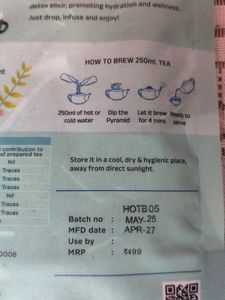 detox elixir, promoting hydration and wellness.
Just drop, infuse and enjoy!
HOW TO BREW 250mL TEA
250ml of hot or
cold water
Dip the
Pyramid
Let it brew
for 4 mins
Ready to
serve
contribution to
of prepared tea
Nil
Traces
Traces
Traces
Nil
Nil
Traces
Store it in a cool, dry & hygienic place,
away from direct sunlight.
HOTB05
Batch no : MAY-25
MFD date : APR-27
Use by :
MRP : ₹499